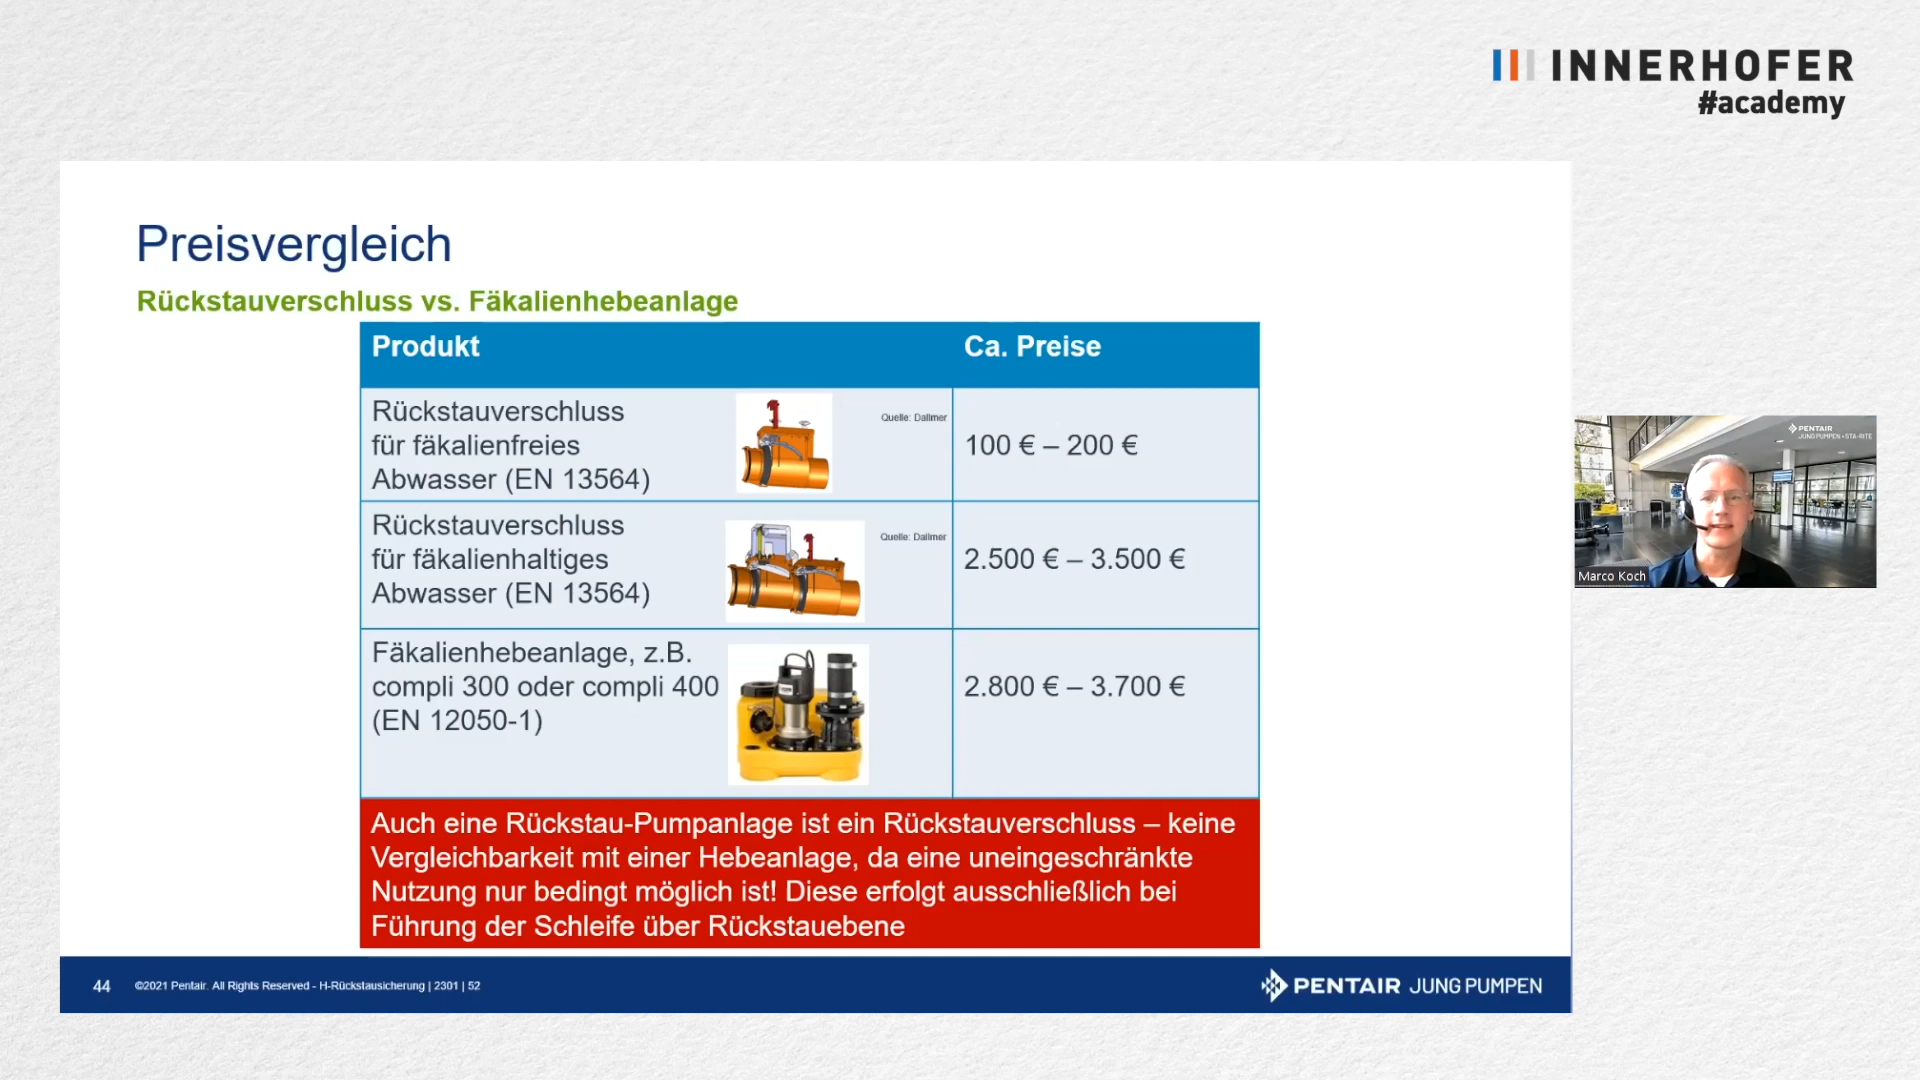 INNERHOFER
#academy
Preisvergleich
Rückstauverschluss vs. Fäkalienhebeanlage
Produkt
Ca. Preise
Rückstauverschluss
für fäkalienfreies
Abwasser (EN 13564)
Quelle: Dallmer
100 € – 200 €
Rückstauverschluss
für fäkalienhaltiges
Abwasser (EN 13564)
Quelle: Dallmer
2.500 € – 3.500 €
Fäkalienhebeanlage, z.B.
compli 300 oder compli 400
(EN 12050-1)
2.800 € – 3.700 €
Auch eine Rückstau-Pumpanlage ist ein Rückstauverschluss – keine
Vergleichbarkeit mit einer Hebeanlage, da eine uneingeschränkte
Nutzung nur bedingt möglich ist! Diese erfolgt ausschließlich bei
Führung der Schleife über Rückstauebene
PENTAIR
JUNG PUMPEN • STA-RITE
Marco Koch
44
©2021 Pentair. All Rights Reserved - H-Rückstausicherung | 2301 | 52
PENTAIR JUNG PUMPEN